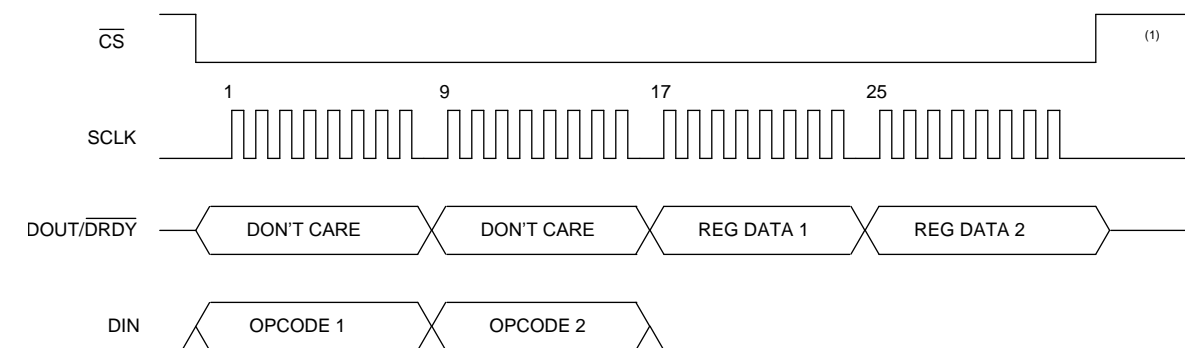 CS
(1)
1 9 17 25
SCLK
DOUT/DRDY DON'T CARE DON'T CARE REG DATA 1 REG DATA 2
DIN OPCODE 1 OPCODE 2